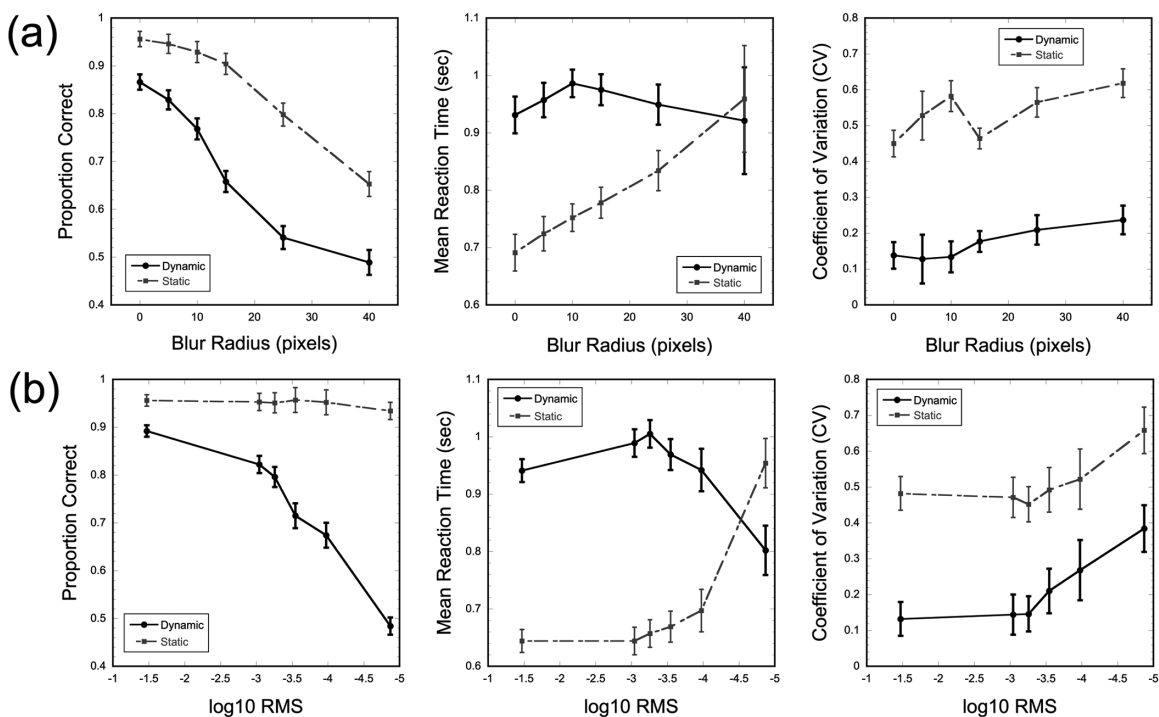 (a)
Proportion Correct
1
0.9
0.8
0.7
0.6
0.5
0.4
Dynamic
Static
0 10 20 30 40
Blur Radius (pixels)
Mean Reaction Time (sec)
1.1
1
0.9
0.8
0.7
0.6
Dynamic
Static
0 10 20 30 40
Blur Radius (pixels)
Coefficient of Variation (CV)
0.8
0.7
0.6
0.5
0.4
0.3
0.2
0.1
0
Dynamic
Static
0 10 20 30 40
Blur Radius (pixels)
(b)
Proportion Correct
1
0.9
0.8
0.7
0.6
0.5
0.4
Dynamic
Static
-1 -1.5 -2 -2.5 -3 -3.5 -4 -4.5 -5
log10 RMS
Mean Reaction Time (sec)
1.1
1
0.9
0.8
0.7
0.6
Dynamic
Static
-1 -1.5 -2 -2.5 -3 -3.5 -4 -4.5 -5
log10 RMS
Coefficient of Variation (CV)
0.8
0.7
0.6
0.5
0.4
0.3
0.2
0.1
0
Dynamic
Static
-1 -1.5 -2 -2.5 -3 -3.5 -4 -4.5 -5
log10 RMS